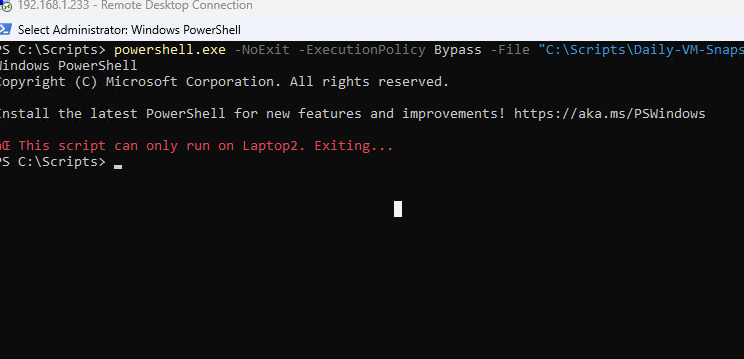 192.168.1.233 - Remote Desktop Connection
Select Administrator: Windows PowerShell
PS C:\Scripts> powershell.exe -NoExit -ExecutionPolicy Bypass -File "C:\Scripts\Daily-VM-Snaps
Windows PowerShell
Copyright (C) Microsoft Corporation. All rights reserved.
Install the latest PowerShell for new features and improvements! https://aka.ms/PSWindows
Œ This script can only run on Laptop2. Exiting...
PS C:\Scripts>